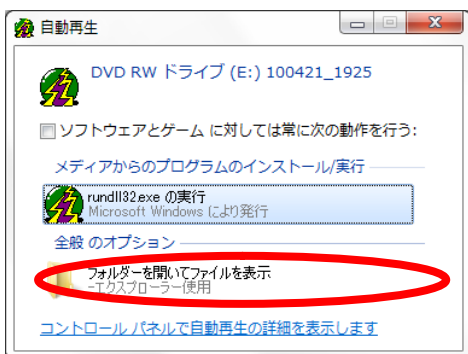 自動再生
DVD RW ドライブ (E:) 100421_1925
ソフトウェアとゲーム に対しては常に次の動作を行う:
メディアからのプログラムのインストール/実行
rundll32.exe の実行
Microsoft Windows により発行
全般 のオプション
フォルダーを開いてファイルを表示
-エクスプローラー使用
コントロール パネルで自動再生の詳細を表示します